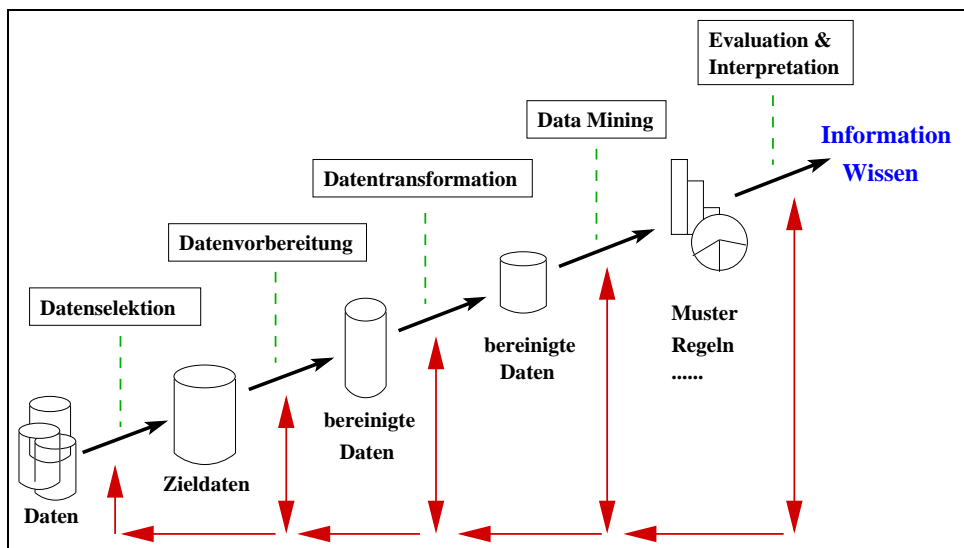 Evaluation &
Interpretation
Data Mining
Information
Wissen
Datentransformation
Datenvorbereitung
Datenselektion
Muster
Regeln
......
bereinigte
Daten
bereinigte
Daten
Zieldaten
Daten